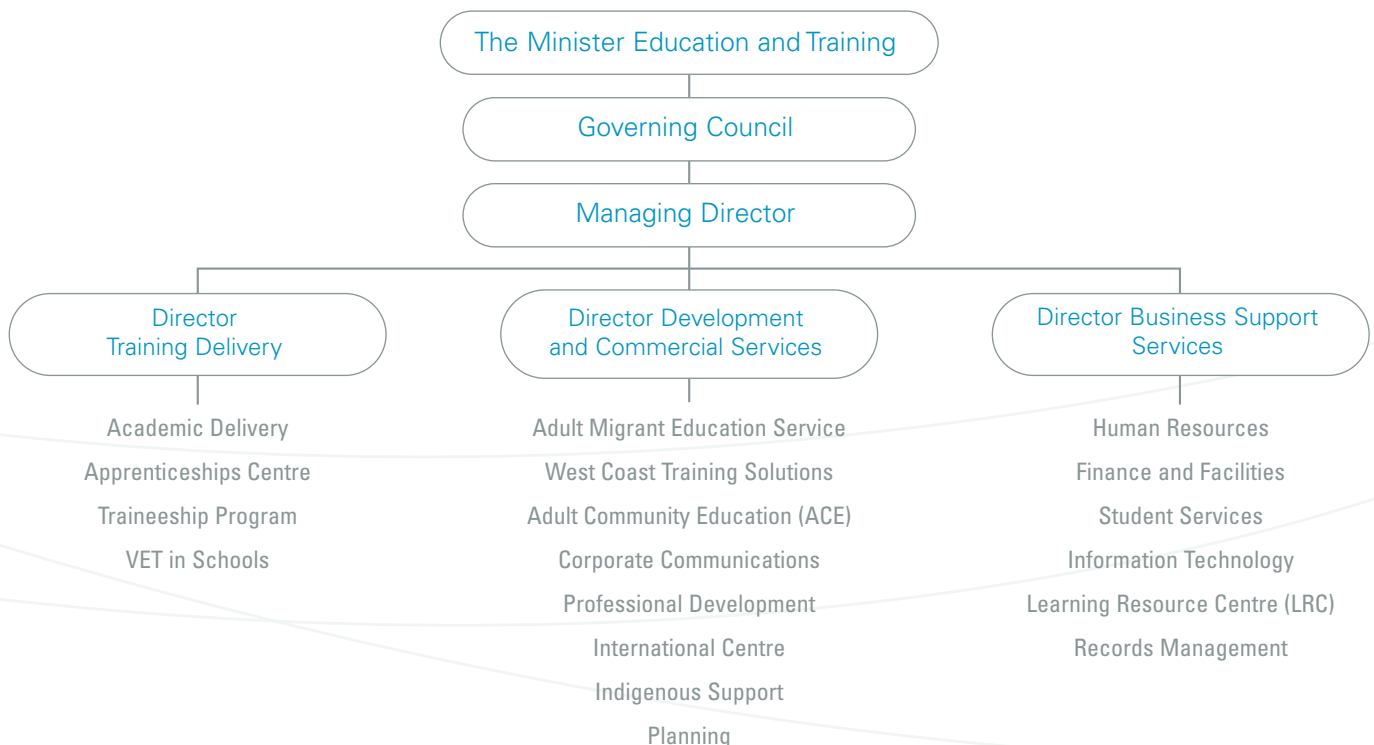 The Minister Education and Training
Governing Council
Managing Director
Director
Training Delivery
Academic Delivery
Apprenticeships Centre
Traineeship Program
VET in Schools
Director Development
and Commercial Services
Adult Migrant Education Service
West Coast Training Solutions
Adult Community Education (ACE)
Corporate Communications
Professional Development
International Centre
Indigenous Support
Planning
Director Business Support
Services
Human Resources
Finance and Facilities
Student Services
Information Technology
Learning Resource Centre (LRC)
Records Management